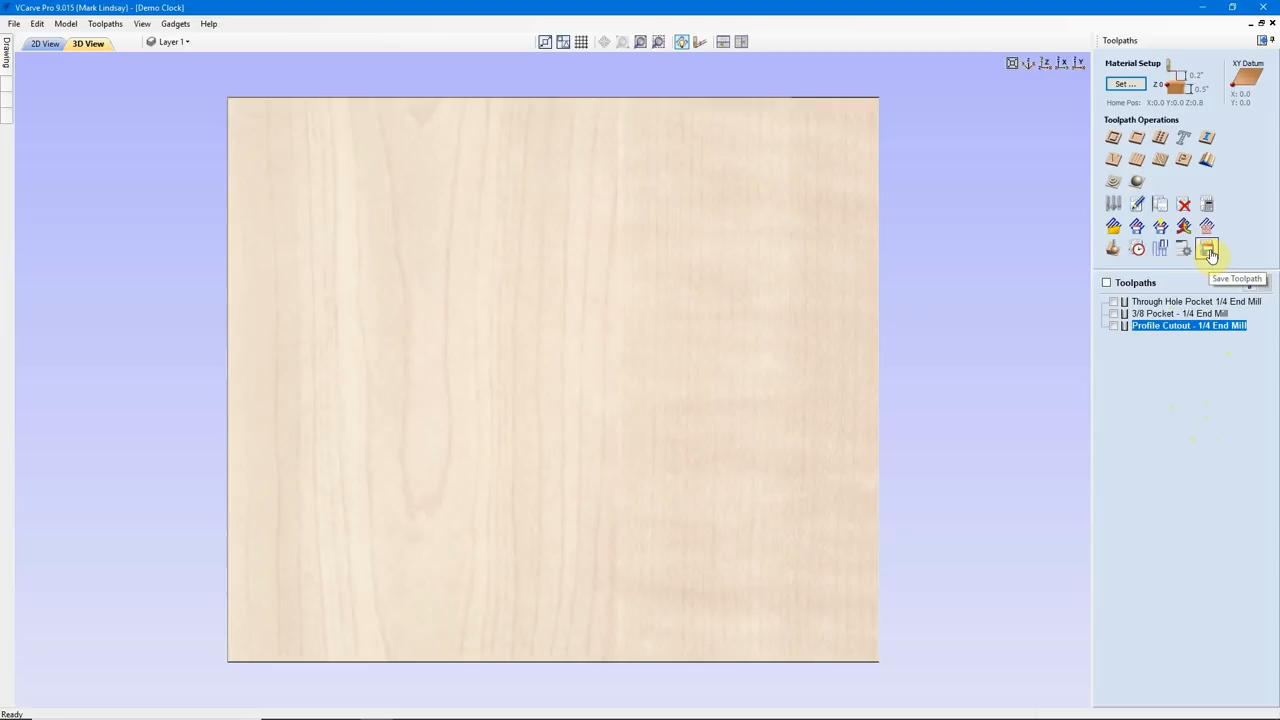 VCarve Pro 9.015 (Mark Lindsay) - [Demo Clock]
File Edit Model Toolpaths View Gadgets Help
2D View 3D View Layer 1
Toolpaths
Drawing
Material Setup
XY Datum
0.2"
Set ...
Z 0
0.5"
X: 0.0
Y: 0.0
Home Pos: X:0.0 Y:0.0 Z:0.8
Toolpath Operations
Save Toolpath
Toolpaths
Through Hole Pocket 1/4 End Mill
3/8 Pocket - 1/4 End Mill
Profile Cutout - 1/4 End Mill
Ready